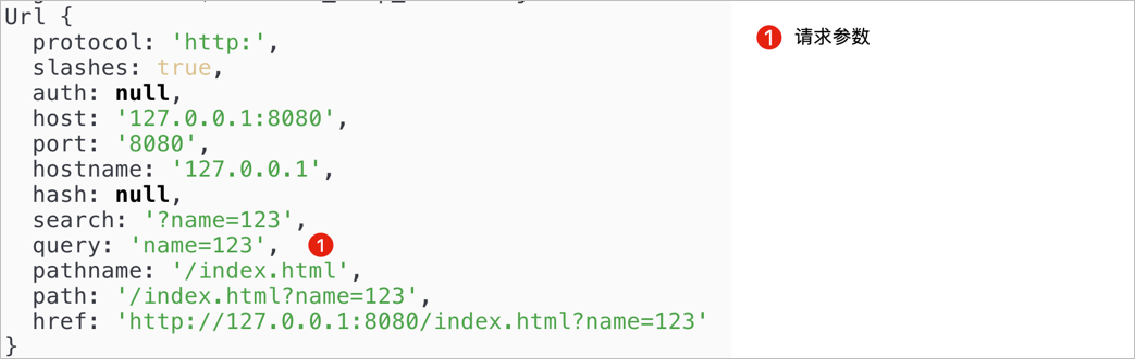 Url {
  protocol: 'http:',
  slashes: true,
  auth: null,
  host: '127.0.0.1:8080',
  port: '8080',
  hostname: '127.0.0.1',
  hash: null,
  search: '?name=123',
  query: 'name=123', 1
  pathname: '/index.html',
  path: '/index.html?name=123',
  href: 'http://127.0.0.1:8080/index.html?name=123'
}
1 请求参数